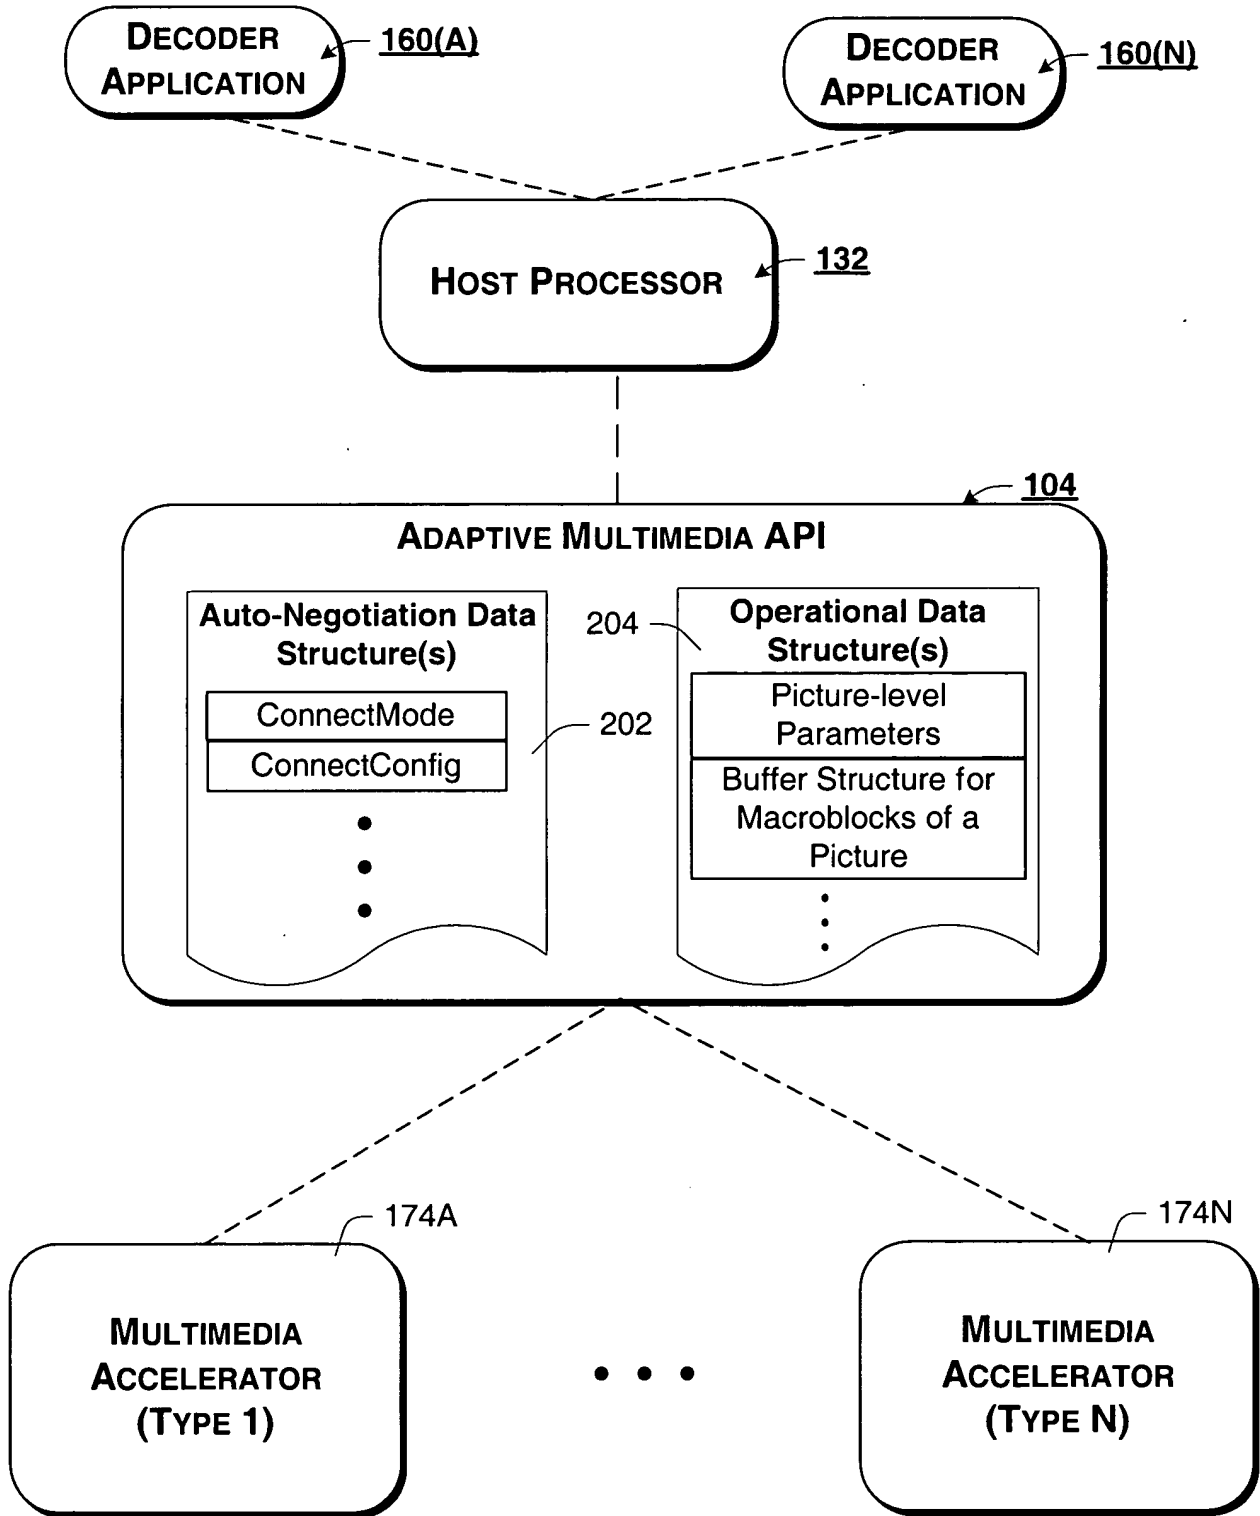 DECODER
APPLICATION
160(A)
DECODER
APPLICATION
160(N)
HOST PROCESSOR
132
104
ADAPTIVE MULTIMEDIA API
Auto-Negotiation Data
Structure(s)
ConnectMode
ConnectConfig
202
204
Operational Data
Structure(s)
Picture-level
Parameters
Buffer Structure for
Macroblocks of a
Picture
174A
MULTIMEDIA
ACCELERATOR
(TYPE 1)
174N
MULTIMEDIA
ACCELERATOR
(TYPE N)